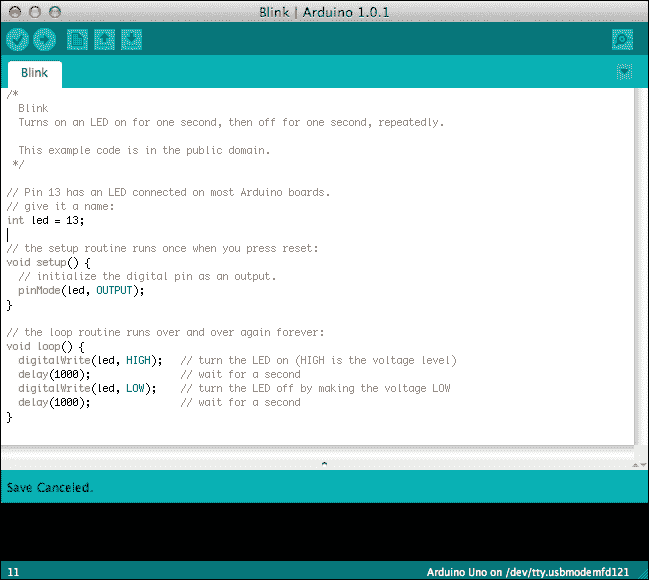 Blink | Arduino 1.0.1
Blink
/*
  Blink
  Turns on an LED on for one second, then off for one second, repeatedly.

  This example code is in the public domain.
 */

// Pin 13 has an LED connected on most Arduino boards.
// give it a name:
int led = 13;

// the setup routine runs once when you press reset:
void setup() {
  // initialize the digital pin as an output.
  pinMode(led, OUTPUT);
}

// the loop routine runs over and over again forever:
void loop() {
  digitalWrite(led, HIGH);   // turn the LED on (HIGH is the voltage level)
  delay(1000);               // wait for a second
  digitalWrite(led, LOW);    // turn the LED off by making the voltage LOW
  delay(1000);               // wait for a second
}
Save Canceled.
11 Arduino Uno on /dev/tty.usbmodemfd121